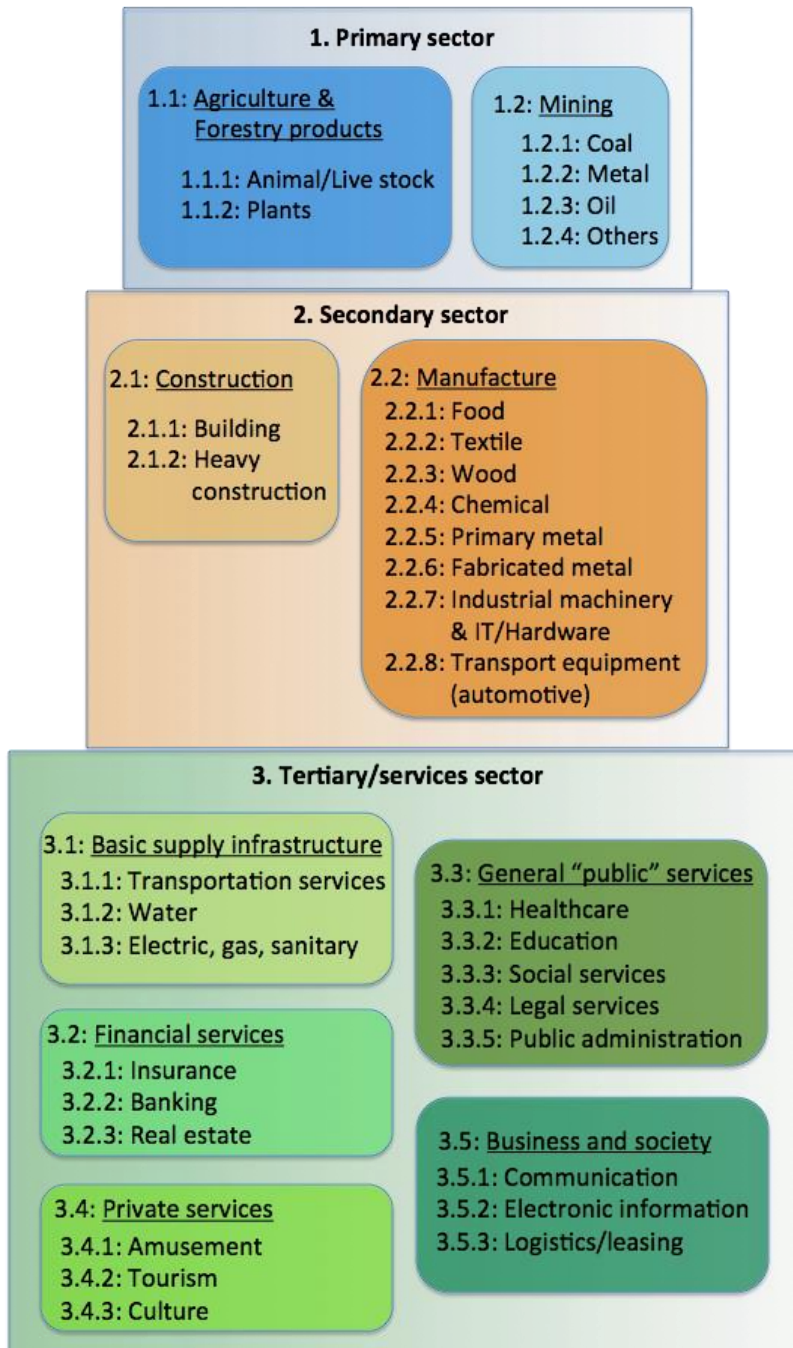 1. Primary sector
1.1: Agriculture &
Forestry products
1.1.1: Animal/Live stock
1.1.2: Plants
1.2: Mining
1.2.1: Coal
1.2.2: Metal
1.2.3: Oil
1.2.4: Others
2. Secondary sector
2.1: Construction
2.1.1: Building
2.1.2: Heavy
construction
2.2: Manufacture
2.2.1: Food
2.2.2: Textile
2.2.3: Wood
2.2.4: Chemical
2.2.5: Primary metal
2.2.6: Fabricated metal
2.2.7: Industrial machinery
& IT/Hardware
2.2.8: Transport equipment
(automotive)
3. Tertiary/services sector
3.1: Basic supply infrastructure
3.1.1: Transportation services
3.1.2: Water
3.1.3: Electric, gas, sanitary
3.2: Financial services
3.2.1: Insurance
3.2.2: Banking
3.2.3: Real estate
3.4: Private services
3.4.1: Amusement
3.4.2: Tourism
3.4.3: Culture
3.3: General “public” services
3.3.1: Healthcare
3.3.2: Education
3.3.3: Social services
3.3.4: Legal services
3.3.5: Public administration
3.5: Business and society
3.5.1: Communication
3.5.2: Electronic information
3.5.3: Logistics/leasing